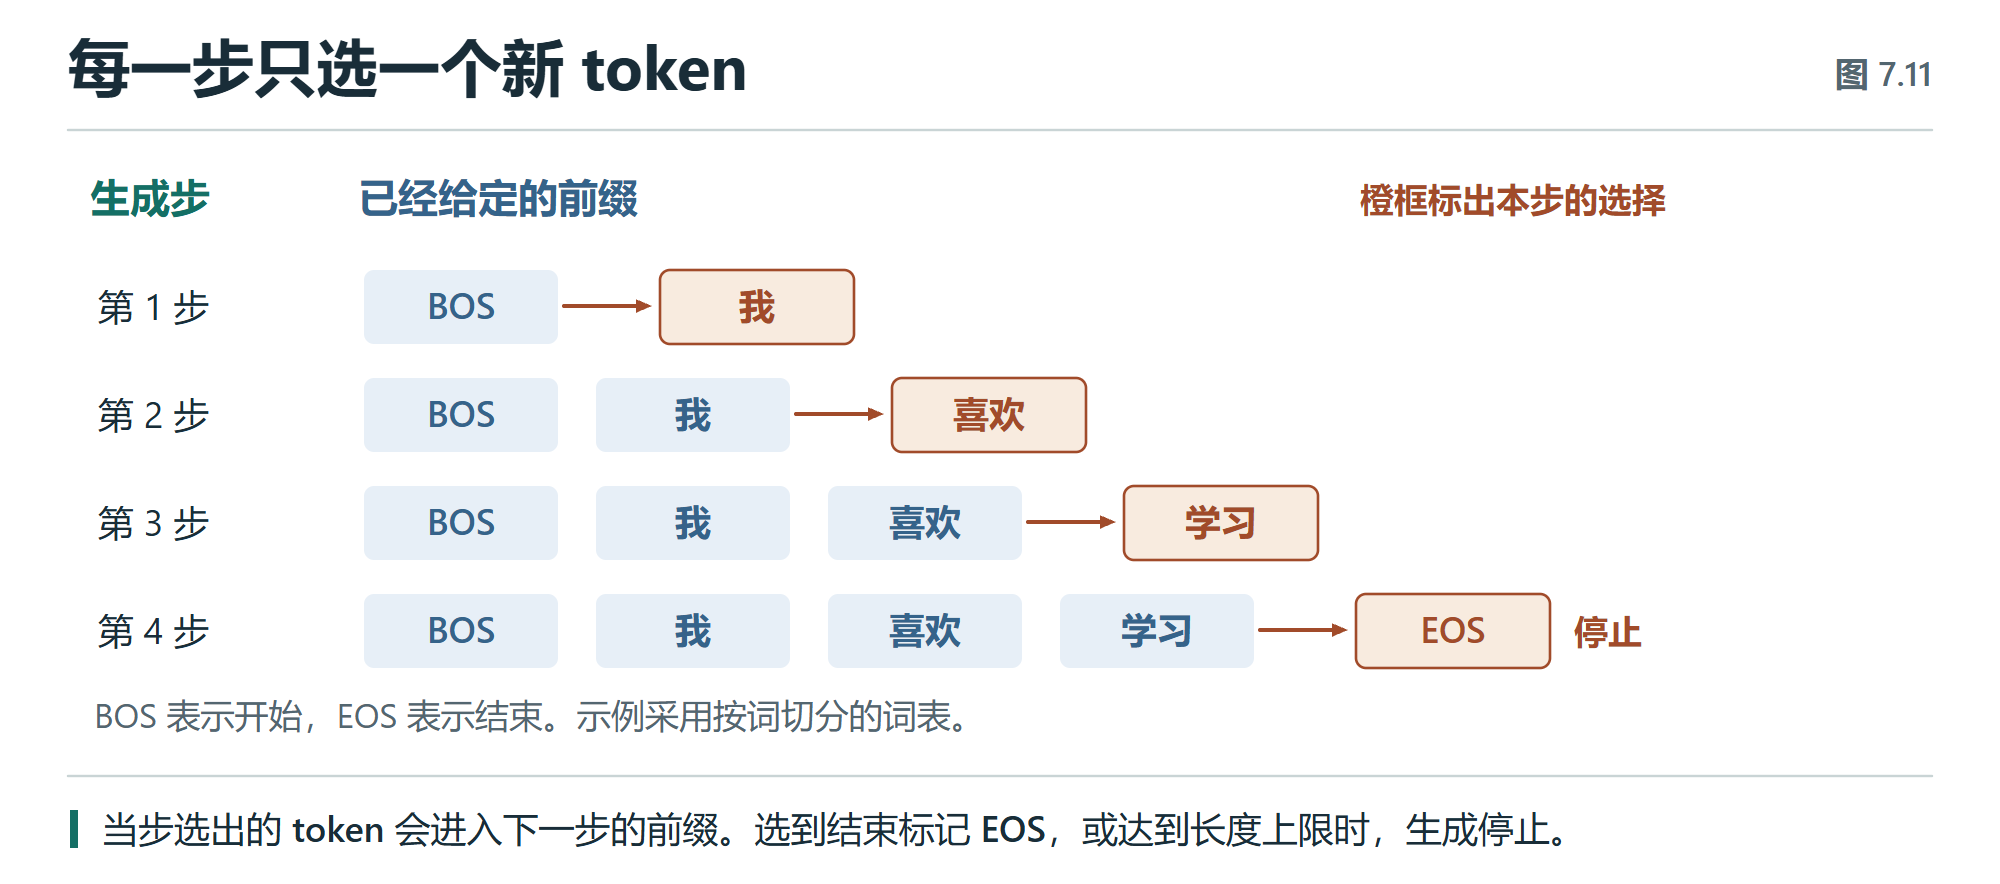 每一步只选一个新 token
图 7.11
生成步 已经给定的前缀 橙框标出本步的选择
第 1 步 BOS 我
第 2 步 BOS 我 喜欢
第 3 步 BOS 我 喜欢 学习
第 4 步 BOS 我 喜欢 学习 EOS 停止
BOS 表示开始，EOS 表示结束。示例采用按词切分的词表。
当步选出的 token 会进入下一步的前缀。选到结束标记 EOS，或达到长度上限时，生成停止。